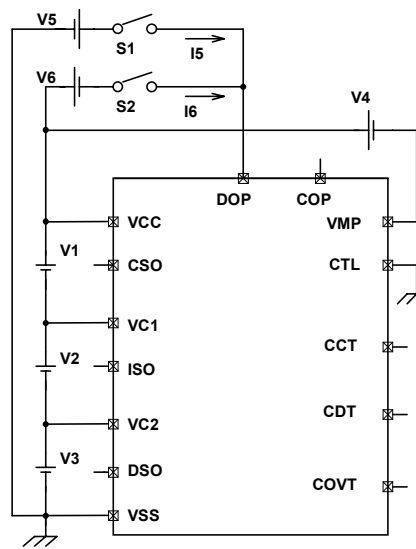 V5
S1
I5
V6
S2
I6
V4
DOP
COP
VCC
VMP
V1
CSO
CTL
VC1
V2
ISO
CCT
VC2
CDT
V3
DSO
COVT
VSS